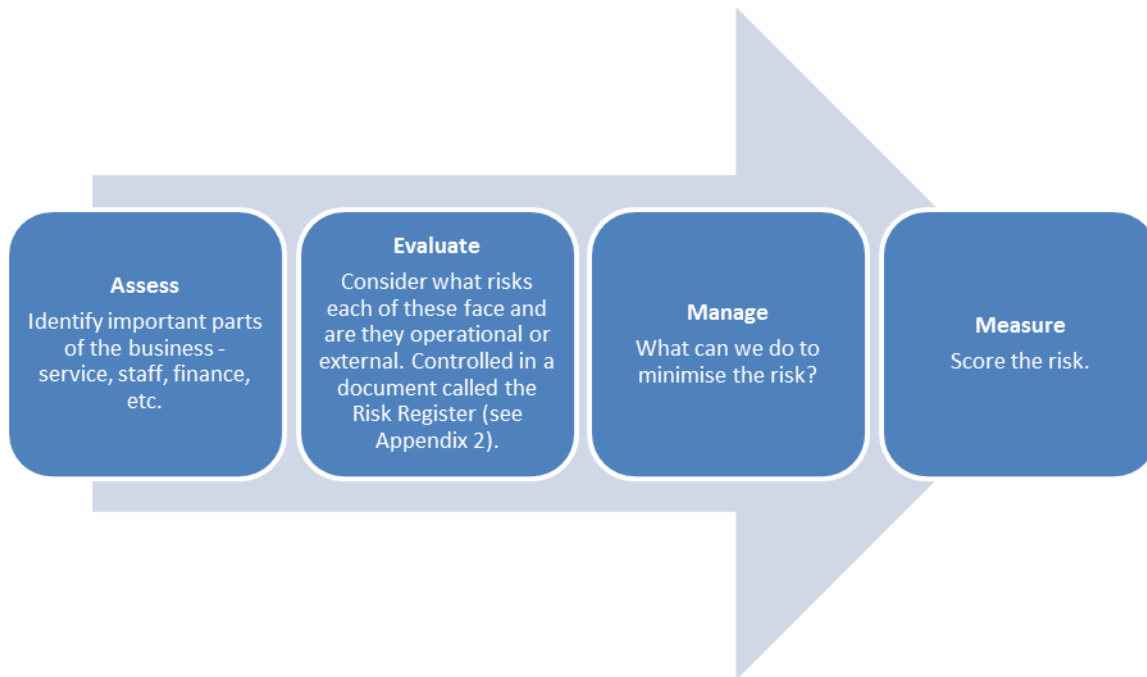 Assess
Identify important parts
of the business -
service, staff, finance,
etc.
Evaluate
Consider what risks
each of these face and
are they operational or
external. Controlled in a
document called the
Risk Register (see
Appendix 2).
Manage
What can we do to
minimise the risk?
Measure
Score the risk.